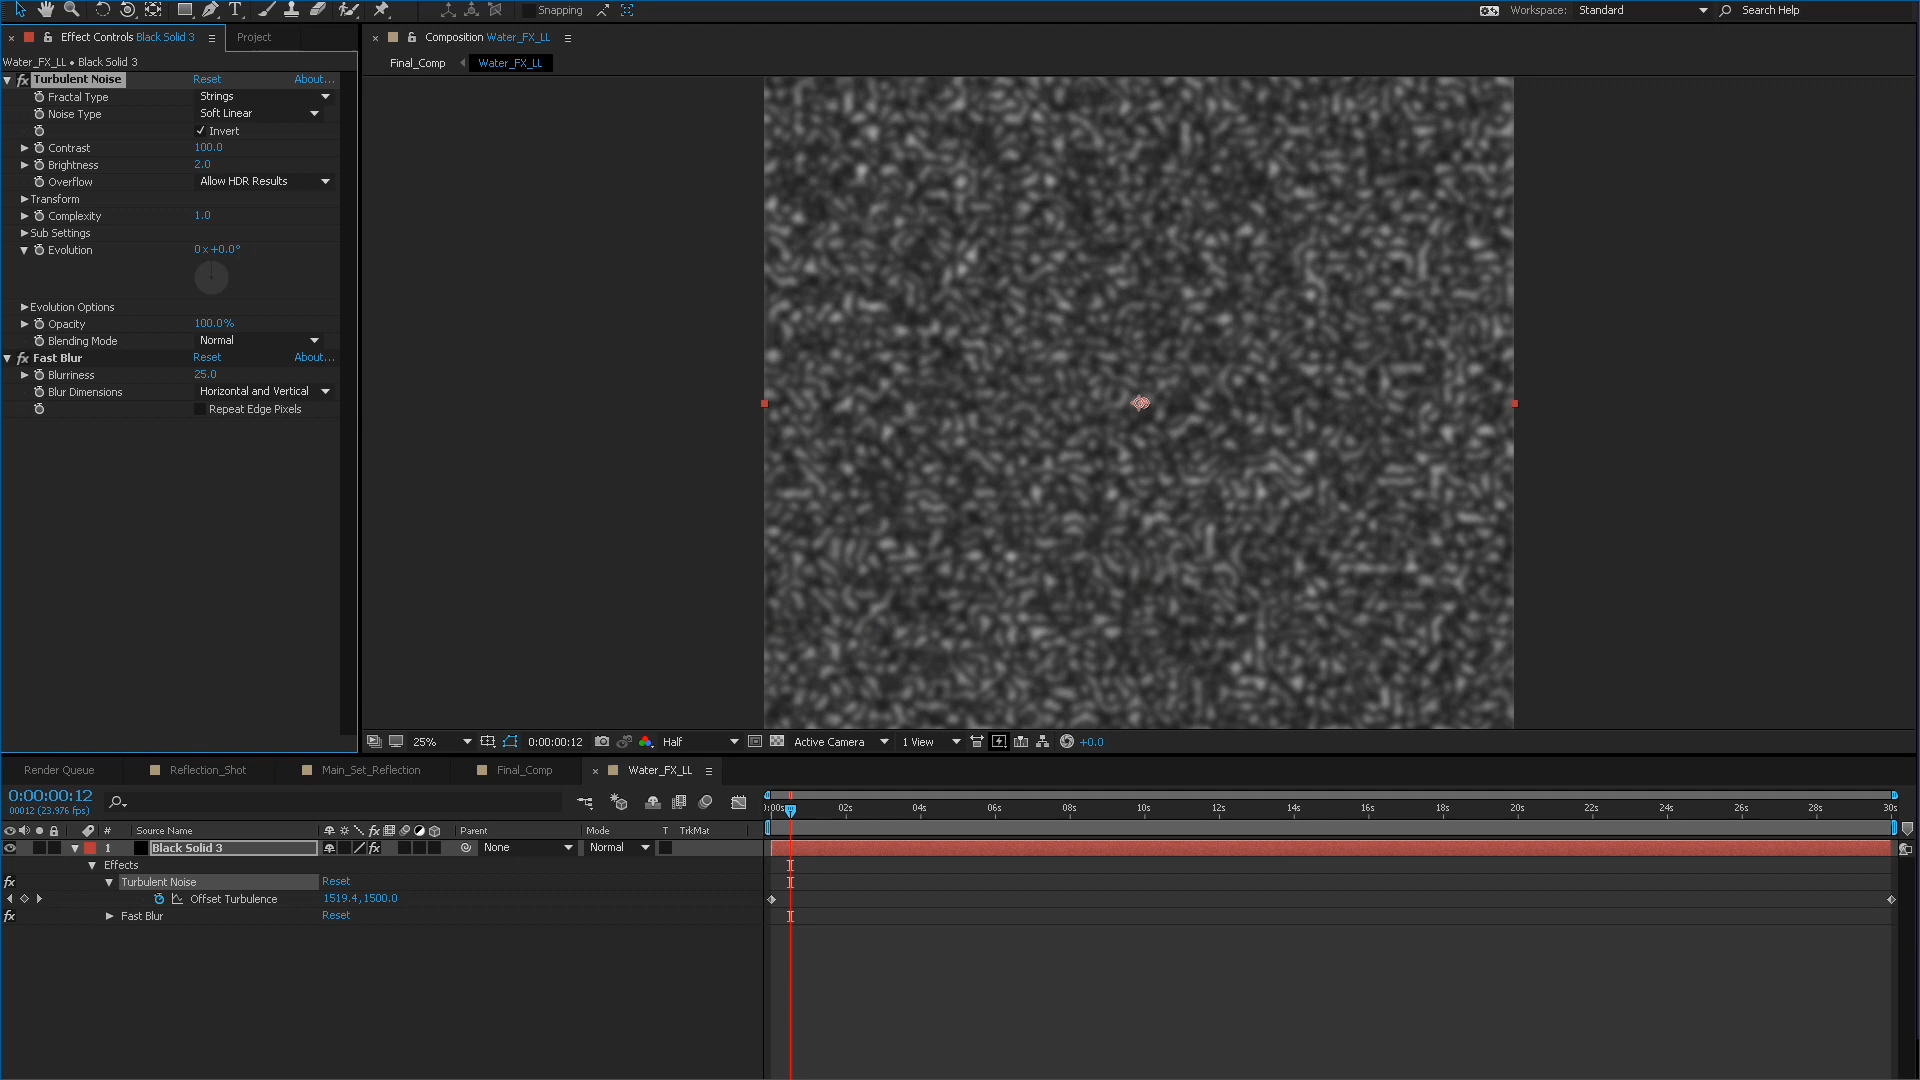 Snapping
Workspace: Standard
Search Help
Effect Controls Black Solid 3
Project
Water_FX_LL • Black Solid 3
fx Turbulent Noise Reset About...
Fractal Type Strings
Noise Type Soft Linear
Invert
Contrast 100.0
Brightness 2.0
Overflow Allow HDR Results
Transform
Complexity 1.0
Sub Settings
Evolution 0x+0.0°
Evolution Options
Opacity 100.0%
Blending Mode Normal
fx Fast Blur Reset About...
Blurriness 25.0
Blur Dimensions Horizontal and Vertical
Repeat Edge Pixels
Composition Water_FX_LL
Final_Comp Water_FX_LL
25% 0:00:00:12 Half Active Camera 1 View +0.0
Render Queue Reflection_Shot Main_Set_Reflection Final_Comp Water_FX_LL
0:00:00:12
00012 (23.976 fps)
# Source Name fx Parent Mode T TrkMat
1 Black Solid 3 fx None Normal
Effects
fx Turbulent Noise Reset
Offset Turbulence 1519.4,1500.0
fx Fast Blur Reset
):00s 02s 04s 06s 08s 10s 12s 14s 16s 18s 20s 22s 24s 26s 28s 30s